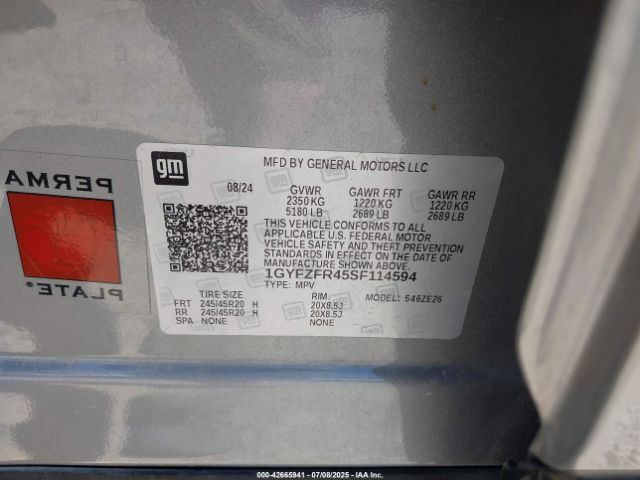 gm
MFD BY GENERAL MOTORS LLC
08/24 GVWR GAWR FRT GAWR RR
2350 KG 1220 KG 1220 KG
5180 LB 2689 LB 2689 LB
THIS VEHICLE CONFORMS TO ALL
APPLICABLE U.S. FEDERAL MOTOR
VEHICLE SAFETY AND THEFT PREVENTION
STANDARDS IN EFFECT ON THE DATE OF
MANUFACTURE SHOWN ABOVE.
1GYFZFR45SF114594
TYPE: MPV
TIRE SIZE RIM MODEL: 546ZE26
FRT 245/45R20 H 20X8.5J
RR 245/45R20 H 20X8.5J
SPA NONE NONE
PERMA
PLATE
000-42665941 - 07/08/2025 - IAA Inc.